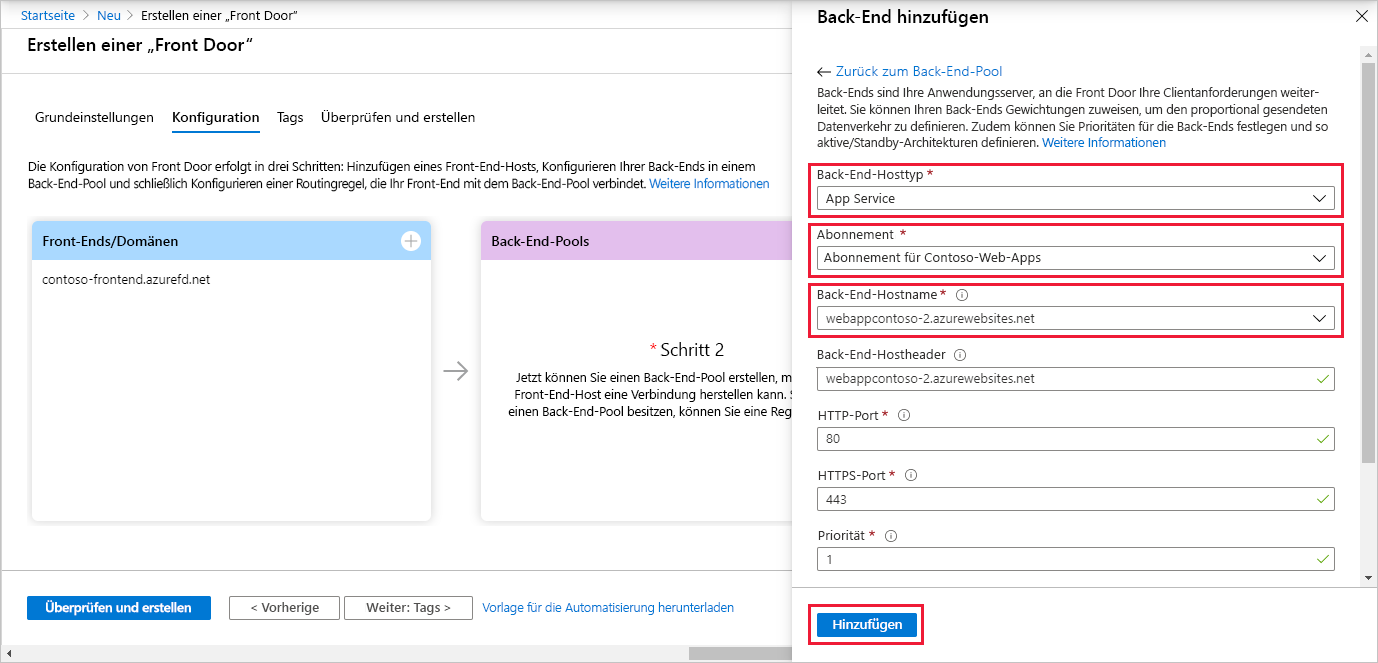 Startseite > Neu > Erstellen einer „Front Door“
Erstellen einer „Front Door“
Grundeinstellungen Konfiguration Tags Überprüfen und erstellen
Die Konfiguration von Front Door erfolgt in drei Schritten: Hinzufügen eines Front-End-Hosts, Konfigurieren Ihrer Back-Ends in einem
Back-End-Pool und schließlich Konfigurieren einer Routingregel, die Ihr Front-End mit dem Back-End-Pool verbindet. Weitere Informationen
Front-Ends/Domänen
contoso-frontend.azurefd.net
Back-End-Pools
* Schritt 2
Jetzt können Sie einen Back-End-Pool erstellen, m
Front-End-Host eine Verbindung herstellen kann. S
einen Back-End-Pool besitzen, können Sie eine Reg
Überprüfen und erstellen
< Vorherige
Weiter: Tags >
Vorlage für die Automatisierung herunterladen
Back-End hinzufügen
← Zurück zum Back-End-Pool
Back-Ends sind Ihre Anwendungsserver, an die Front Door Ihre Clientanforderungen weiter-
leitet. Sie können Ihren Back-Ends Gewichtungen zuweisen, um den proportional gesendeten
Datenverkehr zu definieren. Zudem können Sie Prioritäten für die Back-Ends festlegen und so
aktive/Standby-Architekturen definieren. Weitere Informationen
Back-End-Hosttyp *
App Service
Abonnement *
Abonnement für Contoso-Web-Apps
Back-End-Hostname *
webappcontoso-2.azurewebsites.net
Back-End-Hostheader
webappcontoso-2.azurewebsites.net
HTTP-Port *
80
HTTPS-Port *
443
Priorität *
1
Hinzufügen